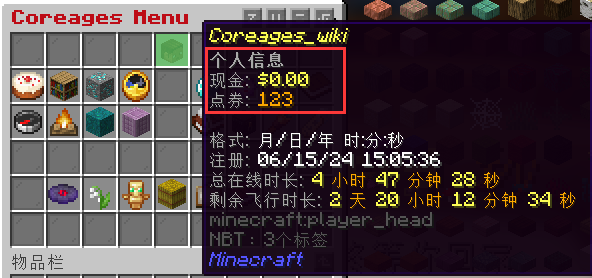 Coreages Menu
Coreages_wiki
个人信息
现金: $0.00
点券: 123
格式: 月/日/年 时:分:秒
注册: 06/15/24 15:05:36
总在线时长: 4 小时 47 分钟 28 秒
剩余飞行时长: 2 天 20 小时 12 分钟 34 秒
minecraft:player_head
NBT: 3个标签
Minecraft
物品栏